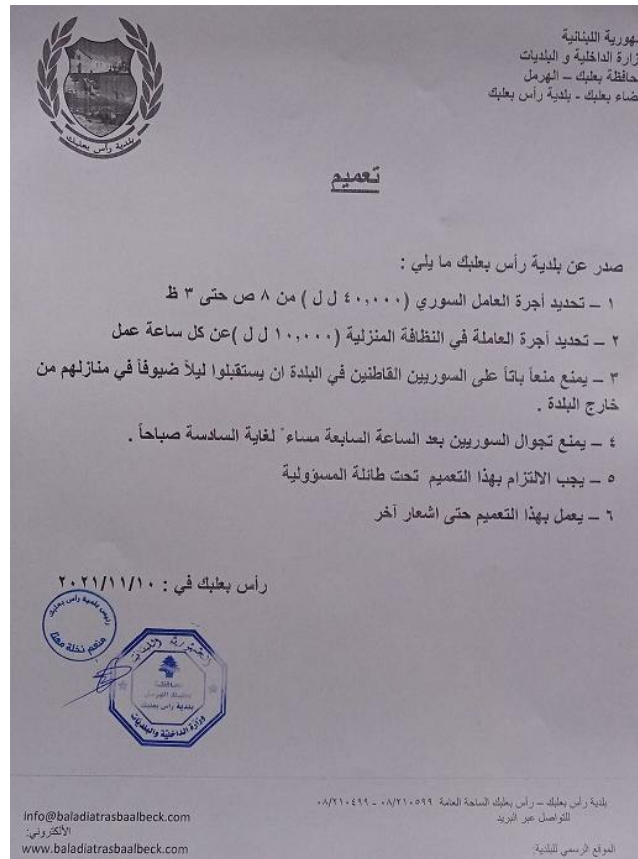 بلدية رأس بعلبك
هورية اللبنانية
زارة الداخلية و البلديات
حافظة بعلبك – الهرمل
ضاء بعلبك - بلدية رأس بعلبك
تعميم
صدر عن بلدية رأس بعلبك ما يلي :
١ – تحديد أجرة العامل السوري (٤٠,٠٠٠ ل ل ) من ٨ ص حتى ٣ ظ
٢ – تحديد أجرة العاملة في النظافة المنزلية (١٠,٠٠٠ ل ل )عن كل ساعة عمل
٣ – يمنع منعاً باتاً على السوريين القاطنين في البلدة ان يستقبلوا ليلاً ضيوفاً في منازلهم من
خارج البلدة .
٤ – يمنع تجوال السوريين بعد الساعة السابعة مساءً لغاية السادسة صباحاً .
٥ – يجب الالتزام بهذا التعميم تحت طائلة المسؤولية
٦ – يعمل بهذا التعميم حتى اشعار آخر
رأس بعلبك في : ٢٠٢١/١١/١٠
رئيس بلدية رأس بعلبك
منعم نخلة مهنا
الجمهورية اللبنانية
محافظة
بعلبك الهرمل
بلدية رأس بعلبك
وزارة الداخلية والبلديات
بلدية رأس بعلبك – رأس بعلبك الساحة العامة ٠٨/٢١٠٥٩٩ - ٠٨/٢١٠٤٩٩
للتواصل عبر البريد
الألكتروني:
Info@baladiatrasbaalbeck.com
الموقع الرسمي للبلدية:
www.baladiatrasbaalbeck.com